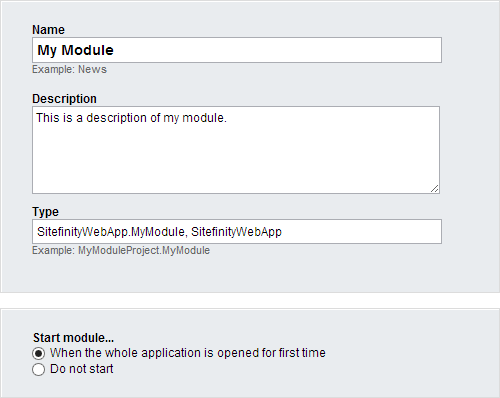 Name
My Module
Example: News
Description
This is a description of my module.
Type
SitefinityWebApp.MyModule, SitefinityWebApp
Example: MyModuleProject.MyModule
Start module...
When the whole application is opened for first time
Do not start